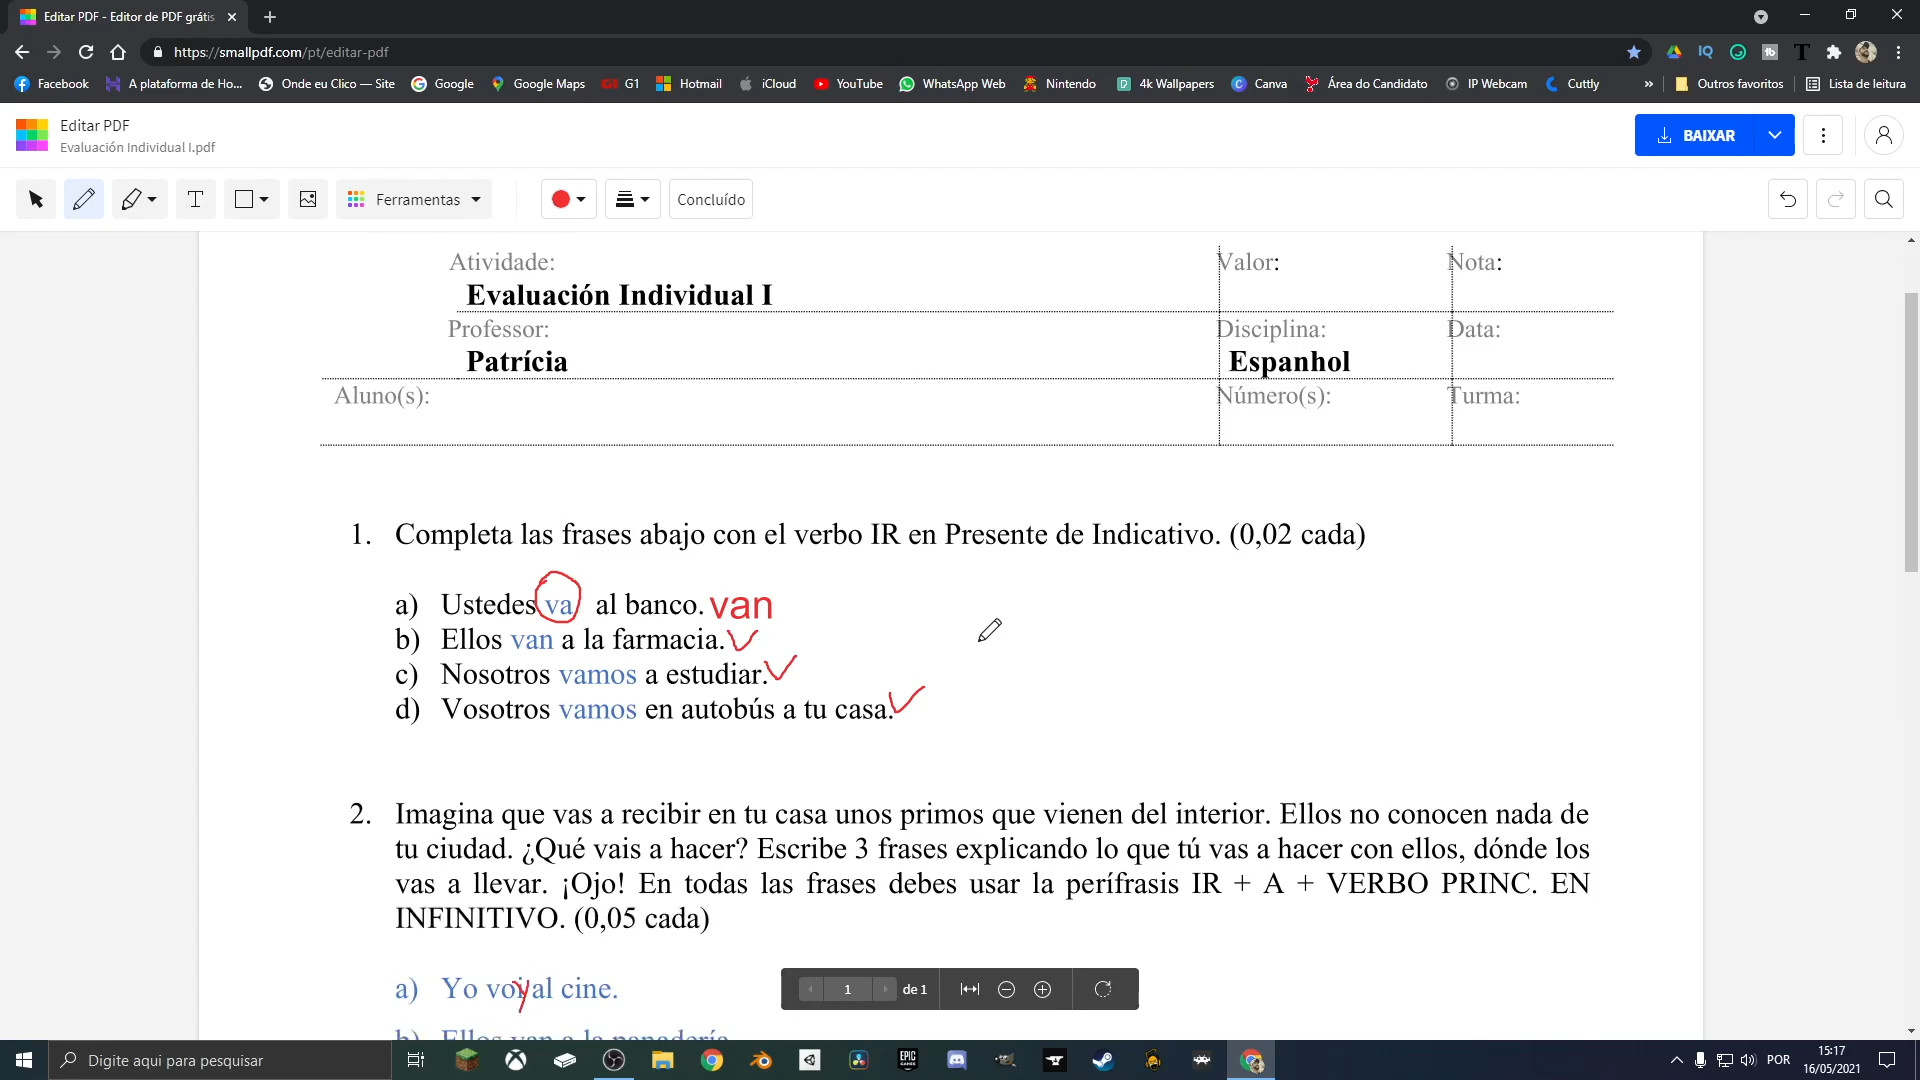 Editar PDF - Editor de PDF grátis
https://smallpdf.com/pt/editar-pdf
Facebook A plataforma de Ho... Onde eu Clico — Site Google Google Maps G1 Hotmail iCloud YouTube WhatsApp Web Nintendo 4k Wallpapers Canva Área do Candidato IP Webcam Cuttly » Outros favoritos Lista de leitura
Editar PDF
Evaluación Individual I.pdf
BAIXAR
T Ferramentas Concluído
Atividade: Valor: Nota:
Evaluación Individual I
Professor: Disciplina: Data:
Patrícia Espanhol
Aluno(s): Número(s): Turma:
1. Completa las frases abajo con el verbo IR en Presente de Indicativo. (0,02 cada)
a) Ustedes va al banco. van
b) Ellos van a la farmacia.
c) Nosotros vamos a estudiar.
d) Vosotros vamos en autobús a tu casa.
2. Imagina que vas a recibir en tu casa unos primos que vienen del interior. Ellos no conocen nada de
tu ciudad. ¿Qué vais a hacer? Escribe 3 frases explicando lo que tú vas a hacer con ellos, dónde los
vas a llevar. ¡Ojo! En todas las frases debes usar la perífrasis IR + A + VERBO PRINC. EN
INFINITIVO. (0,05 cada)
a) Yo voi y al cine.
b) Ellos van a la panadería
1 de 1
Digite aqui para pesquisar
EPIC GAMES
POR
15:17
16/05/2021